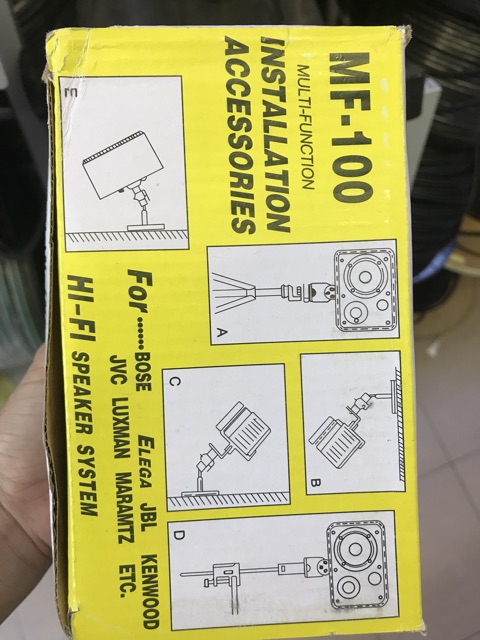 MF-100
MULTI-FUNCTION
INSTALLATION
ACCESSORIES
A
B
C
D
E
For......BOSE ELEGA JBL KENWOOD
JVC LUXMAN MARAMTZ ETC.
HI-FI SPEAKER SYSTEM